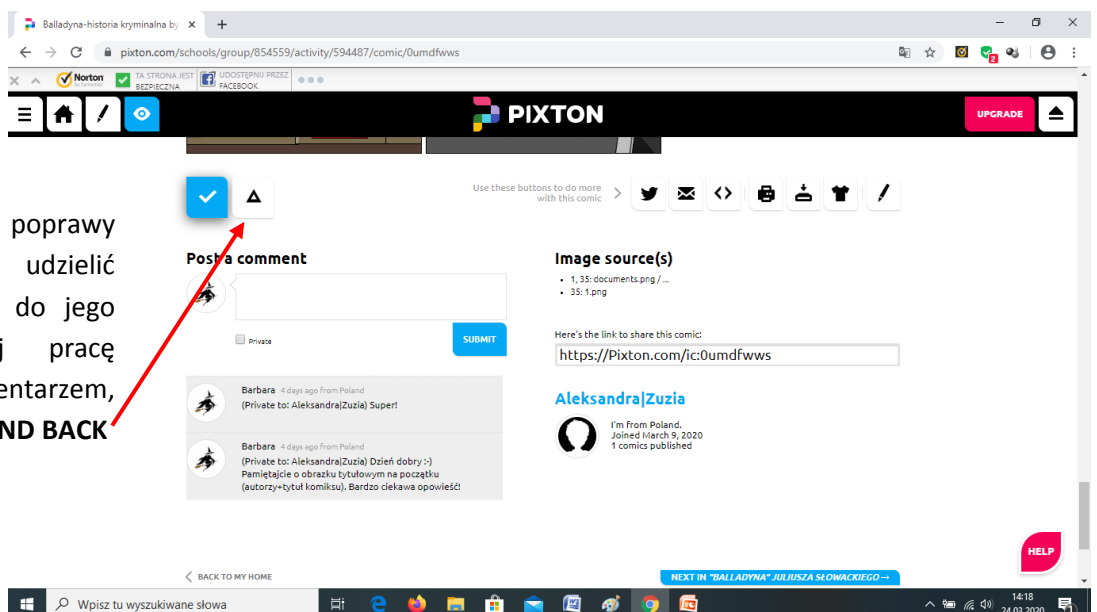 Balladyna-historia kryminalna by
pixton.com/schools/group/854559/activity/594487/comic/0umdfwws
2
Norton
by Symantec
TA STRONA JEST
BEZPIECZNA
UDOSTĘPNIJ PRZEZ
FACEBOOK
PIXTON
UPGRADE
Use these buttons to do more
with this comic
poprawy
udzielić
do jego
j pracę
entarzem,
ND BACK
Post a comment
Private
SUBMIT
Barbara 4 days ago from Poland
(Private to: Aleksandra|Zuzia) Super!
Barbara 4 days ago from Poland
(Private to: Aleksandra|Zuzia) Dzień dobry :-)
Pamiętajcie o obrazku tytułowym na początku
(autorzy+tytuł komiksu). Bardzo ciekawa opowieść!
Image source(s)
1, 35: documents.png / ...
35: 1.png
Here's the link to share this comic:
https://Pixton.com/ic:0umdfwws
Aleksandra|Zuzia
I'm from Poland.
Joined March 9, 2020
1 comics published
HELP
BACK TO MY HOME
NEXT IN "BALLADYNA" JULIUSZA SŁOWACKIEGO→
Wpisz tu wyszukiwane słowa
14:18
24.03.2020